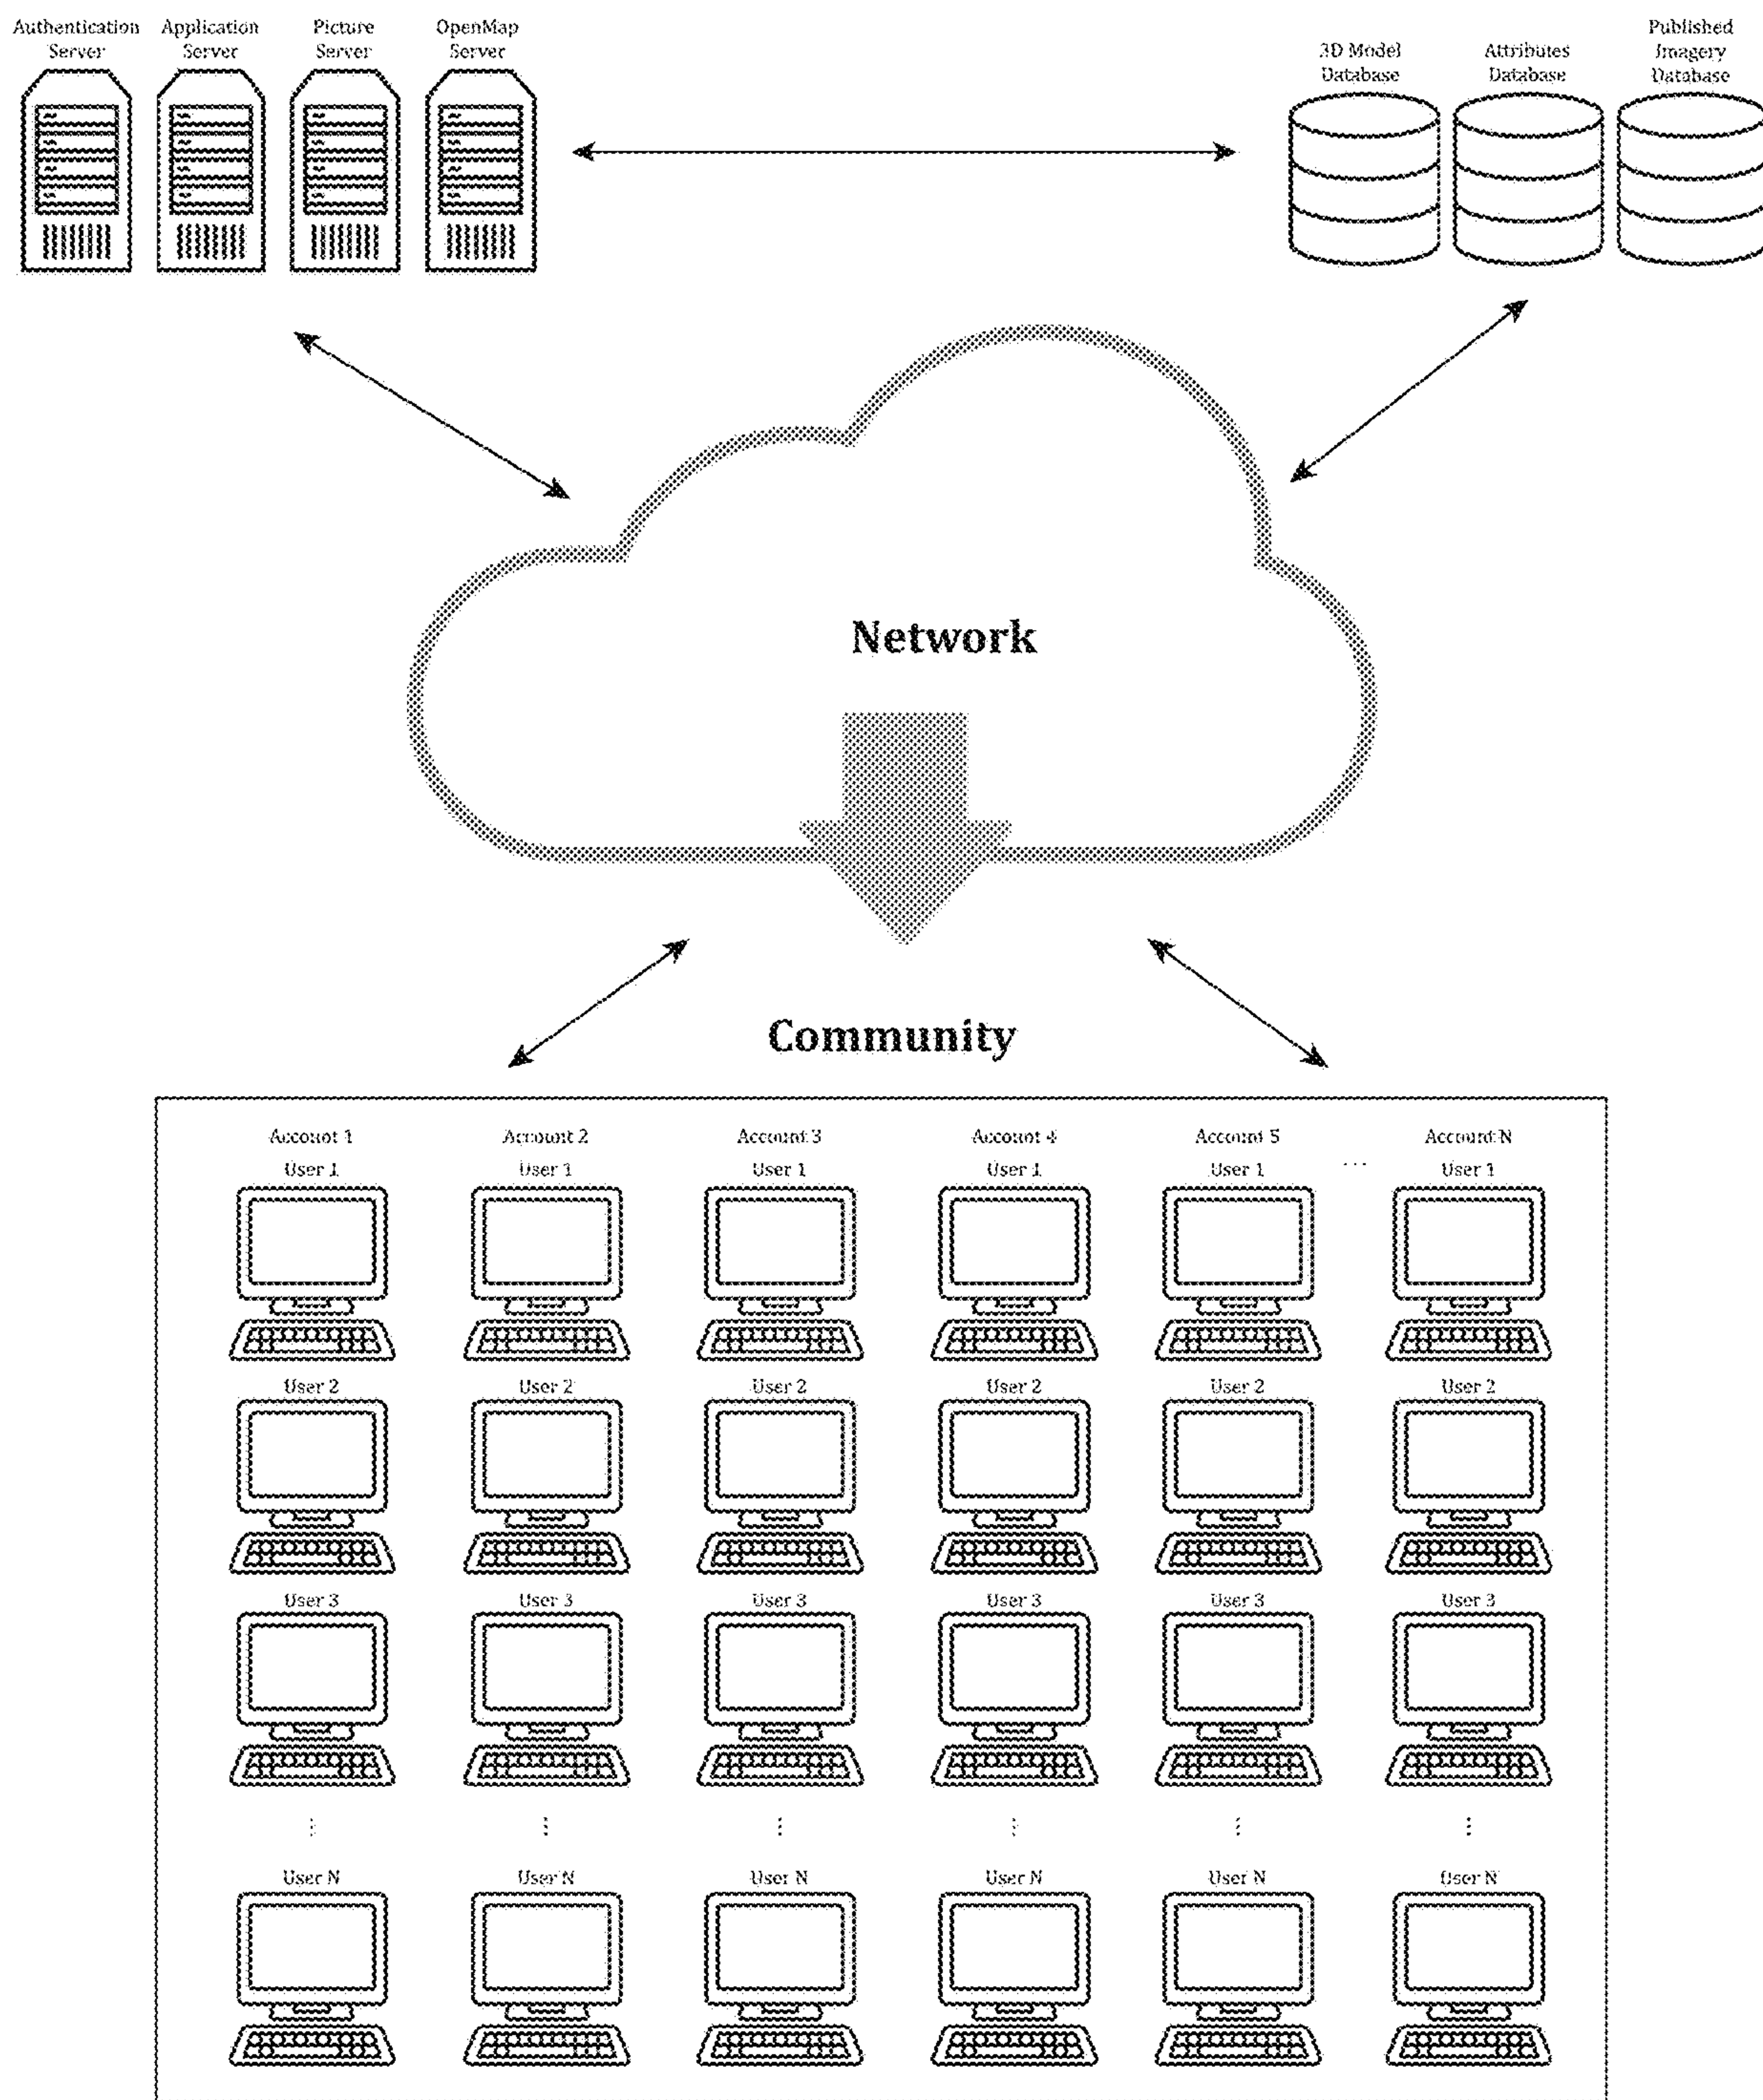 Authentication Server
Application Server
Picture Server
OpenMap Server
3D Model Database
Attributes Database
Published Imagery Database
Network
Community
Account 1 Account 2 Account 3 Account 4 Account 5 Account N
User 1 User 1 User 1 User 1 User 1 ... User 1
User 2 User 2 User 2 User 2 User 2 User 2
User 3 User 3 User 3 User 3 User 3 User 3
User N User N User N User N User N User N